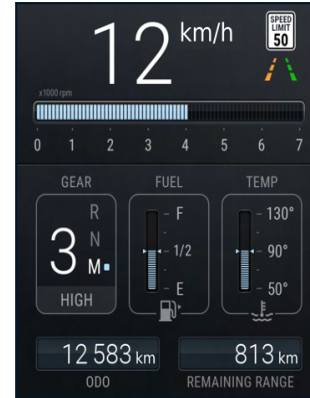 12 km/h
SPEED
LIMIT
50
x1000 rpm
0 1 2 3 4 5 6 7
GEAR FUEL TEMP
R F 130°
3 N 1/2 90°
M E 50°
HIGH
12 583 km 813 km
ODO REMAINING RANGE